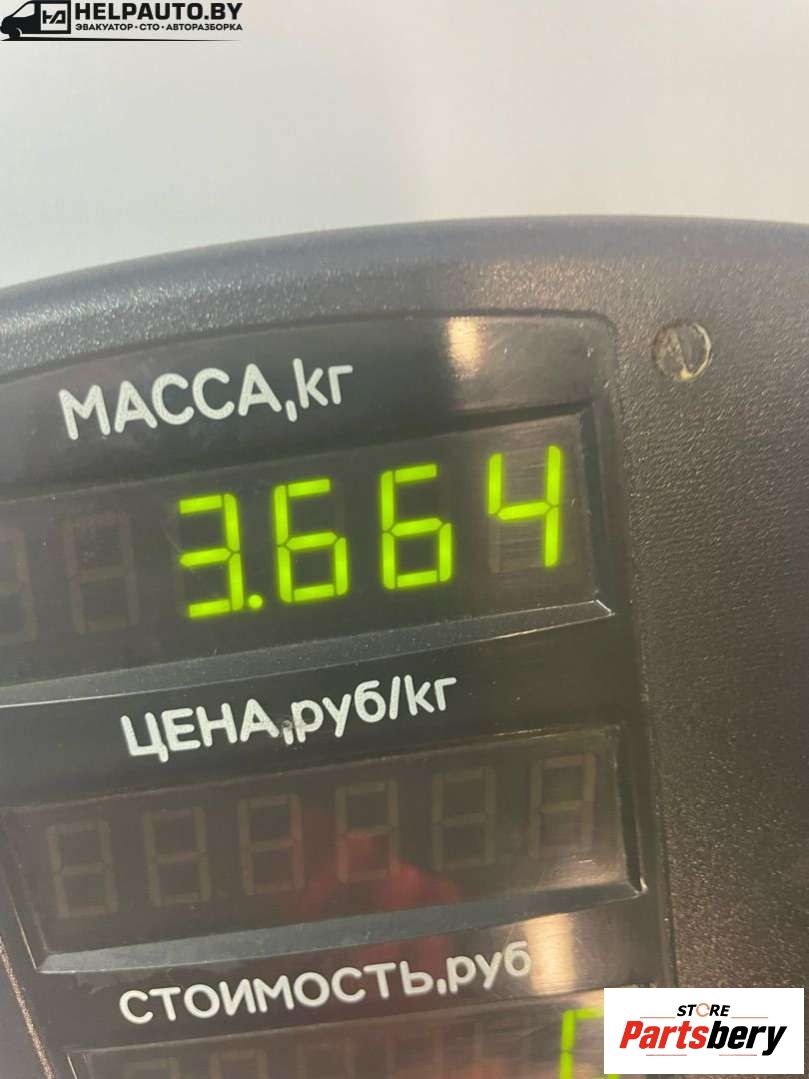 HELPAUTO.BY
ЭВАКУАТОР•СТО•АВТОРАЗБОРКА
МАССА,кг
3.664
ЦЕНА,руб/кг
СТОИМОСТЬ,руб
STORE
Partsbery